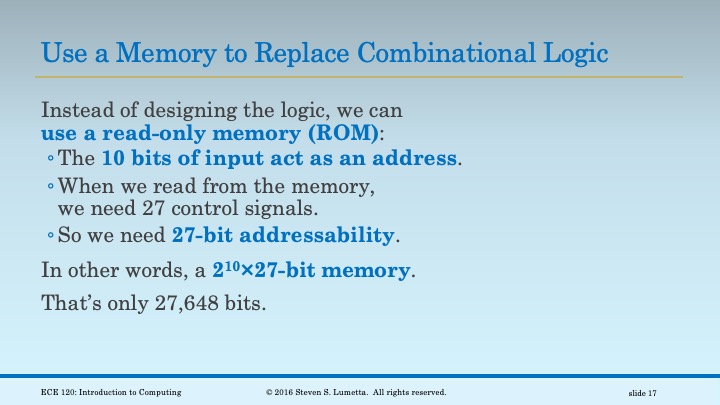 Use a Memory to Replace Combinational Logic
Instead of designing the logic, we can
use a read-only memory (ROM):
◦The 10 bits of input act as an address.
◦When we read from the memory,
we need 27 control signals.
◦So we need 27-bit addressability.
In other words, a 2¹⁰×27-bit memory.
That’s only 27,648 bits.
ECE 120: Introduction to Computing
© 2016 Steven S. Lumetta. All rights reserved.
slide 17